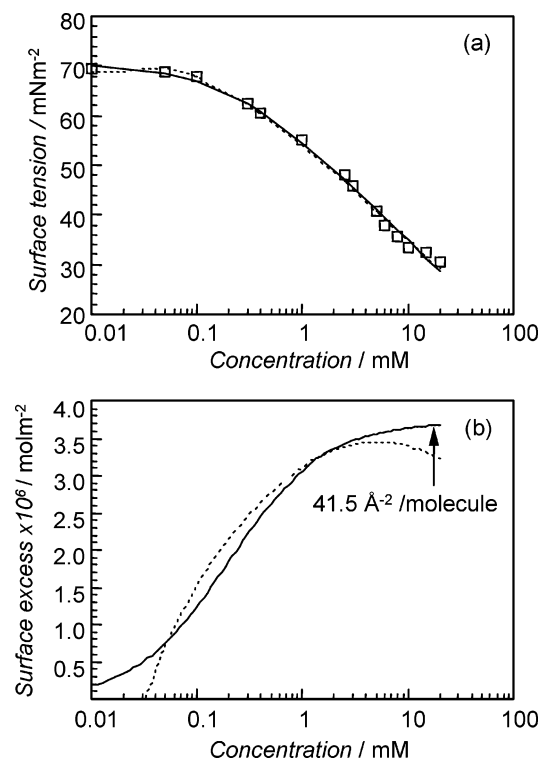 80
(a)
70
60
50
40
30
20
Surface tension / mNm-2
0.01 0.1 1 10 100
Concentration / mM
4.0
(b)
3.5
3.0
2.5
2.0
1.5
1.0
0.5
Surface excess x10⁶ / molm-2
41.5 Å-2 /molecule
0.01 0.1 1 10 100
Concentration / mM